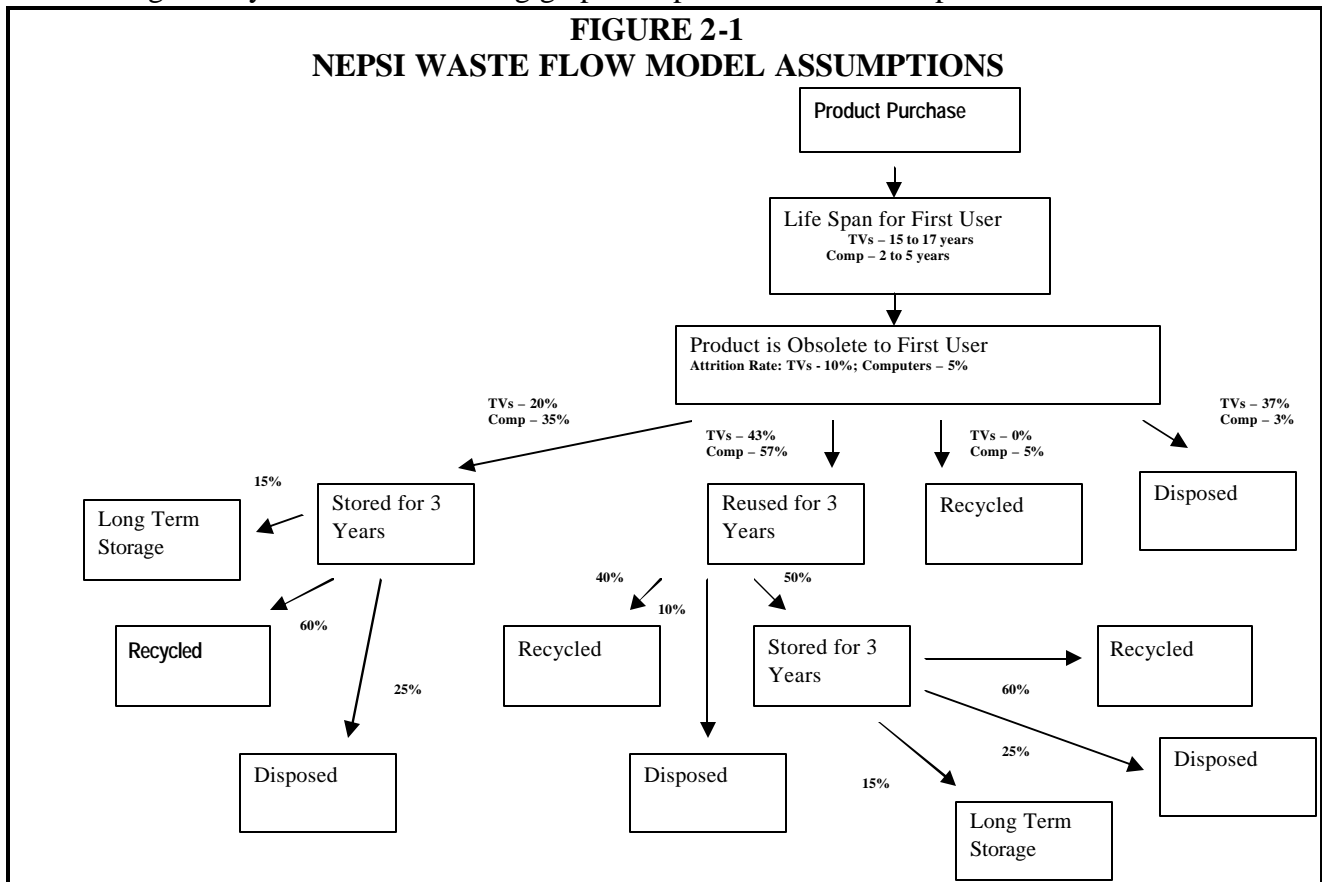 FIGURE 2-1
NEPSI WASTE FLOW MODEL ASSUMPTIONS
Product Purchase
Life Span for First User
TVs – 15 to 17 years
Comp – 2 to 5 years
Product is Obsolete to First User
Attrition Rate: TVs - 10%; Computers – 5%
TVs – 20%
Comp – 35%
TVs – 43%
Comp – 57%
TVs – 0%
Comp – 5%
TVs – 37%
Comp – 3%
15%
Long Term
Storage
Stored for 3
Years
Reused for 3
Years
Recycled
Disposed
60%
25%
40%
10%
50%
Recycled
Recycled
Stored for 3
Years
Recycled
60%
25%
15%
Disposed
Disposed
Disposed
Long Term
Storage